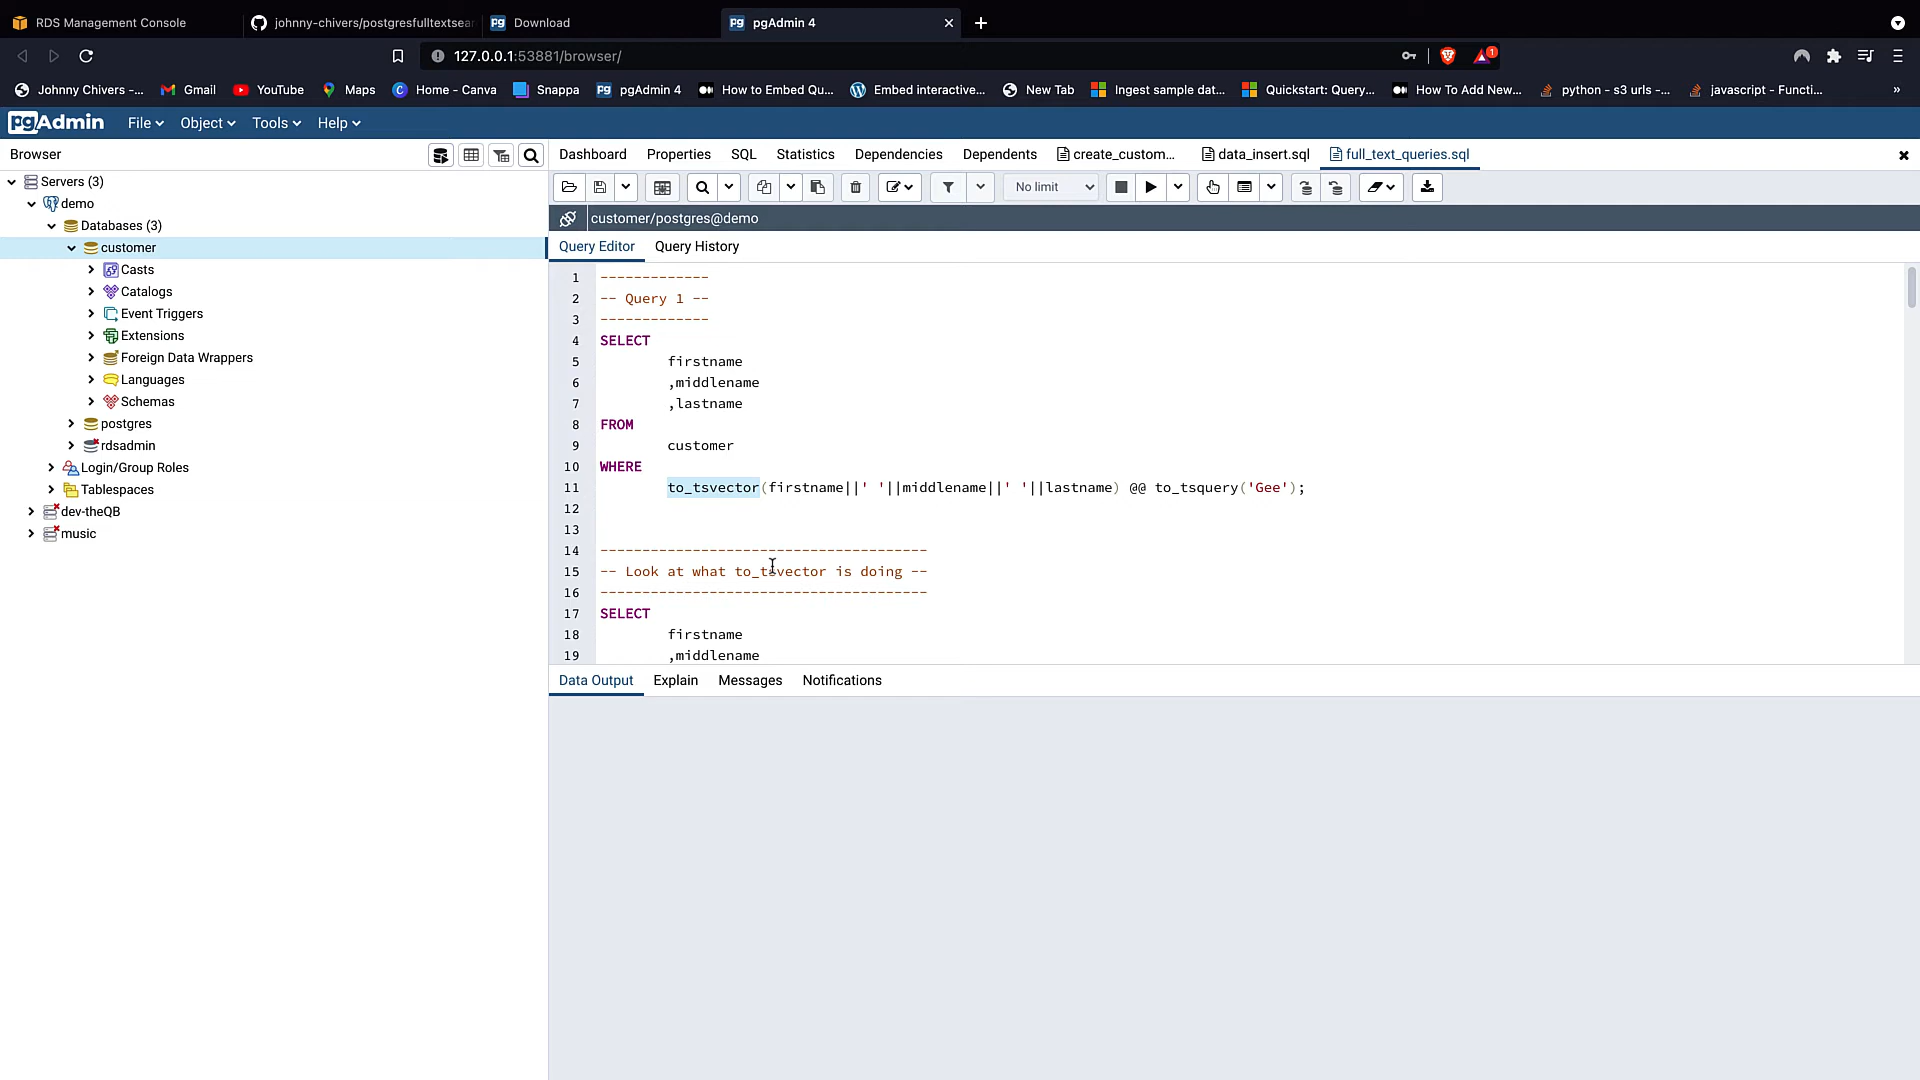 RDS Management Console
johnny-chivers/postgresfulltextsear
Pg Download
Pg pgAdmin 4
127.0.0.1:53881/browser/
1
Johnny Chivers -... Gmail YouTube Maps Home - Canva Snappa Pg pgAdmin 4 How to Embed Qu... Embed interactive... New Tab Ingest sample dat... Quickstart: Query... How To Add New... python - s3 urls -... javascript - Functi... »
pgAdmin File Object Tools Help
Browser
Dashboard Properties SQL Statistics Dependencies Dependents create_custom... data_insert.sql full_text_queries.sql
No limit
customer/postgres@demo
Query Editor Query History
Servers (3)
demo
Databases (3)
customer
Casts
Catalogs
Event Triggers
Extensions
Foreign Data Wrappers
Languages
Schemas
postgres
rdsadmin
Login/Group Roles
Tablespaces
dev-theQB
music
1 -------------
2 -- Query 1 --
3 -------------
4 SELECT
5 firstname
6 ,middlename
7 ,lastname
8 FROM
9 customer
10 WHERE
11 to_tsvector(firstname||' '||middlename||' '||lastname) @@ to_tsquery('Gee');
12
13
14 ---------------------------------------
15 -- Look at what to_tsvector is doing --
16 ---------------------------------------
17 SELECT
18 firstname
19 ,middlename
Data Output Explain Messages Notifications